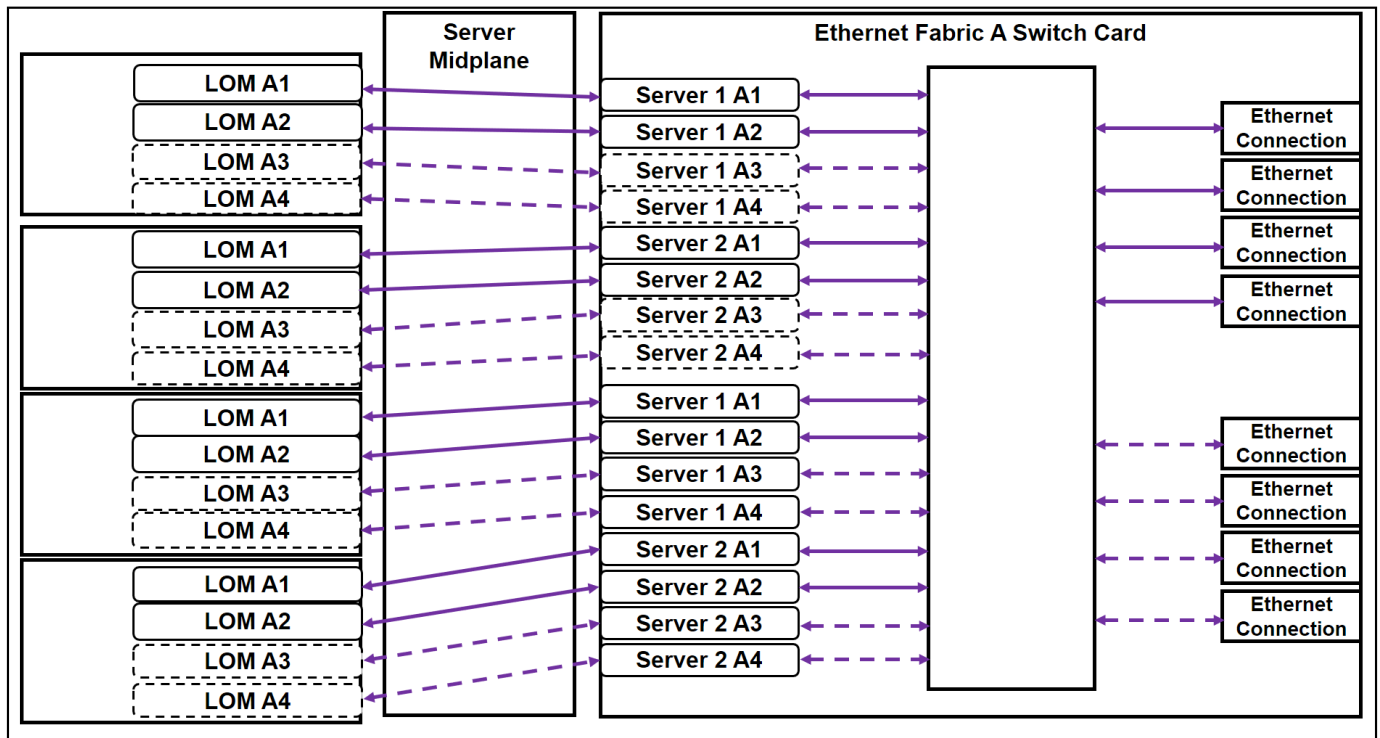 Server
Midplane
Ethernet Fabric A Switch Card
LOM A1
LOM A2
LOM A3
LOM A4
LOM A1
LOM A2
LOM A3
LOM A4
LOM A1
LOM A2
LOM A3
LOM A4
LOM A1
LOM A2
LOM A3
LOM A4
Server 1 A1
Server 1 A2
Server 1 A3
Server 1 A4
Server 2 A1
Server 2 A2
Server 2 A3
Server 2 A4
Server 1 A1
Server 1 A2
Server 1 A3
Server 1 A4
Server 2 A1
Server 2 A2
Server 2 A3
Server 2 A4
Ethernet
Connection
Ethernet
Connection
Ethernet
Connection
Ethernet
Connection
Ethernet
Connection
Ethernet
Connection
Ethernet
Connection
Ethernet
Connection